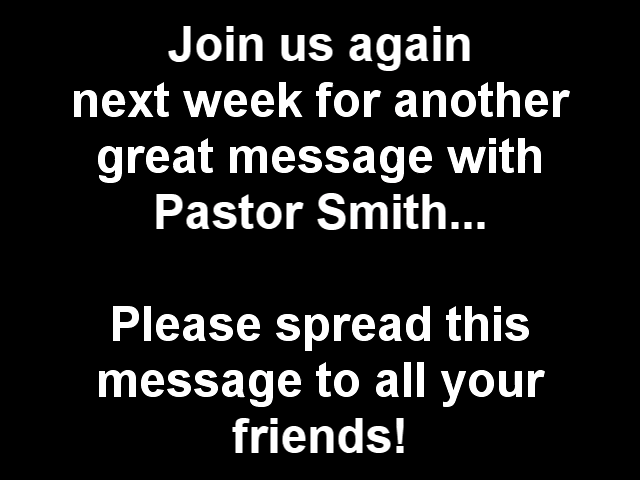 Join us again
next week for another
great message with
Pastor Smith...
Please spread this
message to all your
friends!